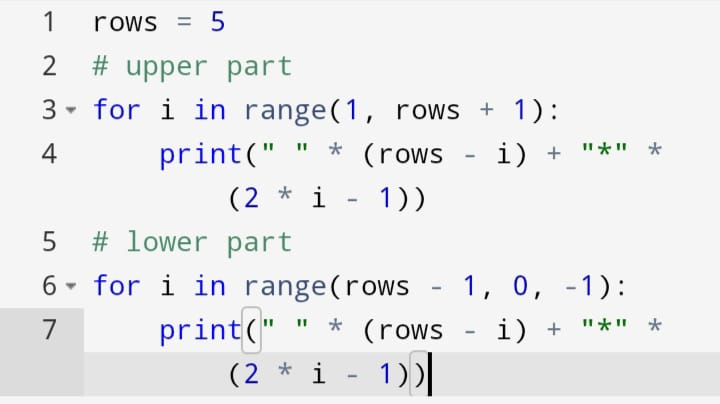 1 rows = 5
2 # upper part
3 for i in range(1, rows + 1):
4 print(" " * (rows - i) + "*" *
(2 * i - 1))
5 # lower part
6 for i in range(rows - 1, 0, -1):
7 print(" " * (rows - i) + "*" *
(2 * i - 1))